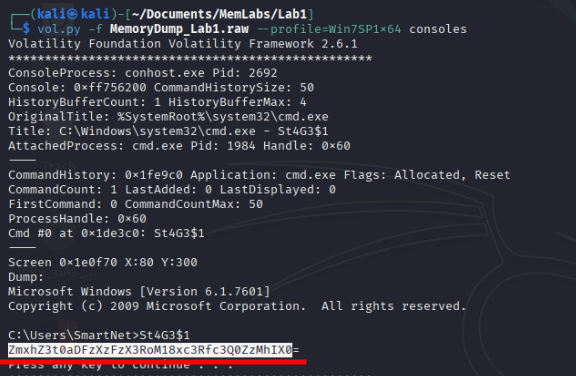 ┌──(kali㉿kali)-[~/Documents/MemLabs/Lab1]
└─$ vol.py -f MemoryDump_Lab1.raw --profile=Win7SP1×64 consoles
Volatility Foundation Volatility Framework 2.6.1
**************************************************
ConsoleProcess: conhost.exe Pid: 2692
Console: 0×ff756200 CommandHistorySize: 50
HistoryBufferCount: 1 HistoryBufferMax: 4
OriginalTitle: %SystemRoot%\system32\cmd.exe
Title: C:\Windows\system32\cmd.exe - St4G3$1
AttachedProcess: cmd.exe Pid: 1984 Handle: 0×60
----
CommandHistory: 0×1fe9c0 Application: cmd.exe Flags: Allocated, Reset
CommandCount: 1 LastAdded: 0 LastDisplayed: 0
FirstCommand: 0 CommandCountMax: 50
ProcessHandle: 0×60
Cmd #0 at 0×1de3c0: St4G3$1
----
Screen 0×1e0f70 X:80 Y:300
Dump:
Microsoft Windows [Version 6.1.7601]
Copyright (c) 2009 Microsoft Corporation.  All rights reserved.
C:\Users\SmartNet>St4G3$1
ZmxhZ3t0aDFzXzFzX3RoM18xc3Rfc3Q0ZzMhIX0=
Press any key to continue . . .